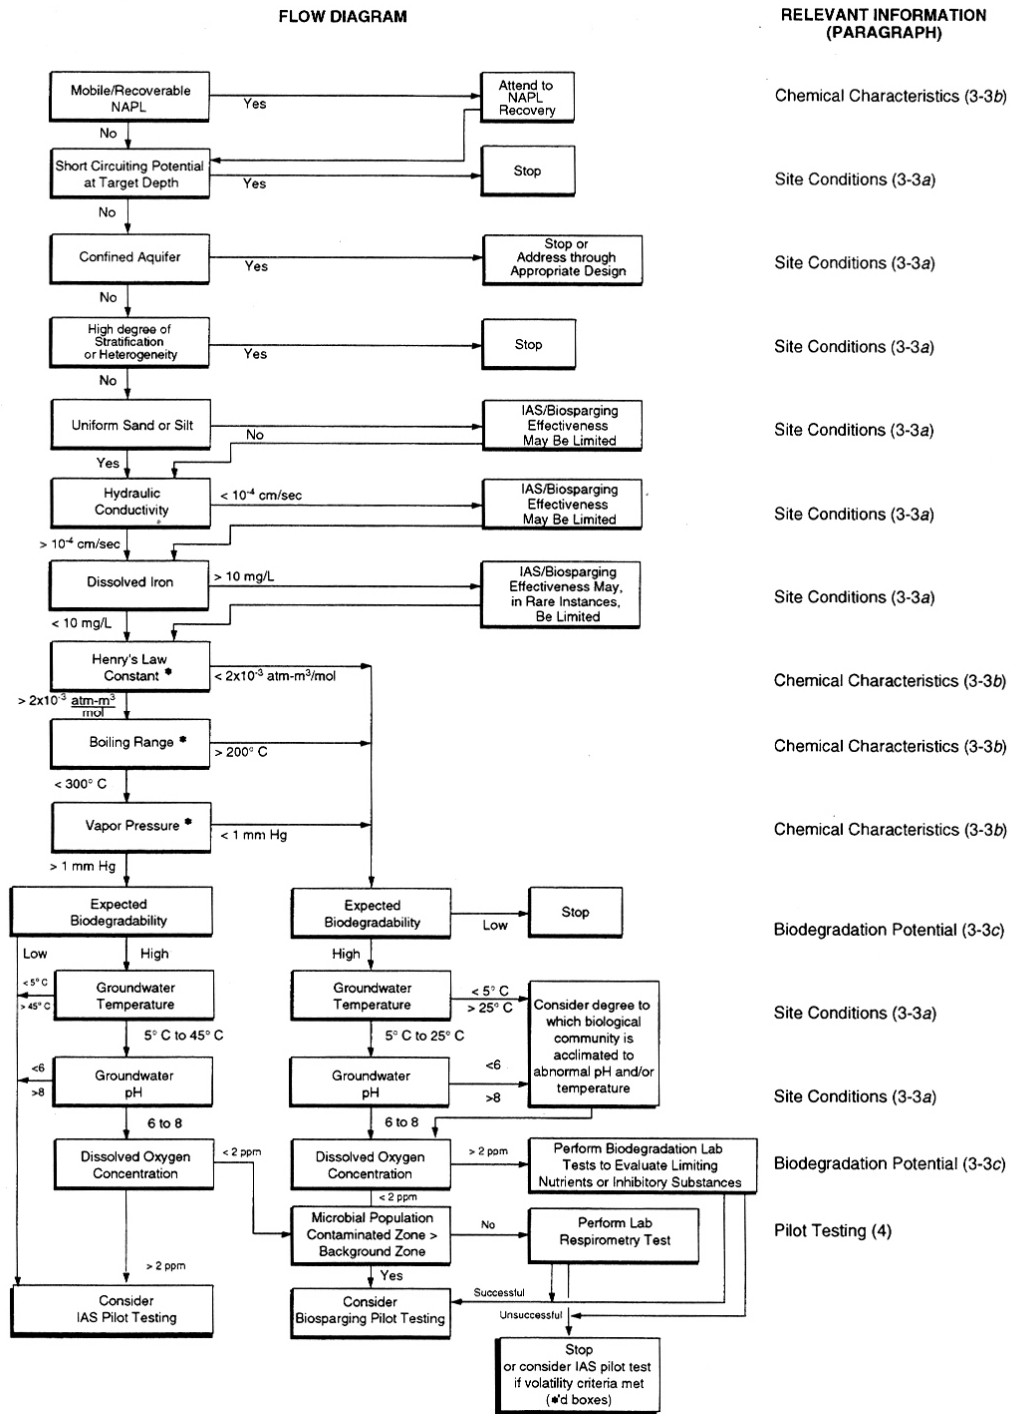 FLOW DIAGRAM
RELEVANT INFORMATION
(PARAGRAPH)
Mobile/Recoverable
NAPL
Yes
Attend to
NAPL
Recovery
Chemical Characteristics (3-3b)
No
Short Circuiting Potential
at Target Depth
Yes
Stop
Site Conditions (3-3a)
No
Confined Aquifer
Yes
Stop or
Address through
Appropriate Design
Site Conditions (3-3a)
No
High degree of
Stratification
or Heterogeneity
Yes
Stop
Site Conditions (3-3a)
No
Uniform Sand or Silt
No
IAS/Biosparging
Effectiveness
May Be Limited
Site Conditions (3-3a)
Yes
Hydraulic
Conductivity
< 10⁻⁴ cm/sec
IAS/Biosparging
Effectiveness
May Be Limited
Site Conditions (3-3a)
> 10⁻⁴ cm/sec
Dissolved Iron
> 10 mg/L
IAS/Biosparging
Effectiveness May,
in Rare Instances,
Be Limited
Site Conditions (3-3a)
< 10 mg/L
Henry's Law
Constant *
< 2x10⁻³ atm-m³/mol
Chemical Characteristics (3-3b)
> 2x10⁻³ atm-m³
mol
Boiling Range *
> 200° C
Chemical Characteristics (3-3b)
< 300° C
Vapor Pressure *
< 1 mm Hg
Chemical Characteristics (3-3b)
> 1 mm Hg
Expected
Biodegradability
Expected
Biodegradability
Low
Stop
Biodegradation Potential (3-3c)
Low
High
High
< 5° C
> 45° C
Groundwater
Temperature
Groundwater
Temperature
< 5° C
> 25° C
Consider degree to
which biological
community is
acclimated to
abnormal pH and/or
temperature
Site Conditions (3-3a)
5° C to 45° C
5° C to 25° C
<6
>8
Groundwater
pH
Groundwater
pH
<6
>8
Site Conditions (3-3a)
6 to 8
6 to 8
Dissolved Oxygen
Concentration
< 2 ppm
Dissolved Oxygen
Concentration
> 2 ppm
Perform Biodegradation Lab
Tests to Evaluate Limiting
Nutrients or Inhibitory Substances
Biodegradation Potential (3-3c)
< 2 ppm
Microbial Population
Contaminated Zone >
Background Zone
No
Perform Lab
Respirometry Test
Pilot Testing (4)
> 2 ppm
Yes
Consider
IAS Pilot Testing
Consider
Biosparging Pilot Testing
Successful
Unsuccessful
Stop
or consider IAS pilot test
if volatility criteria met
(*'d boxes)